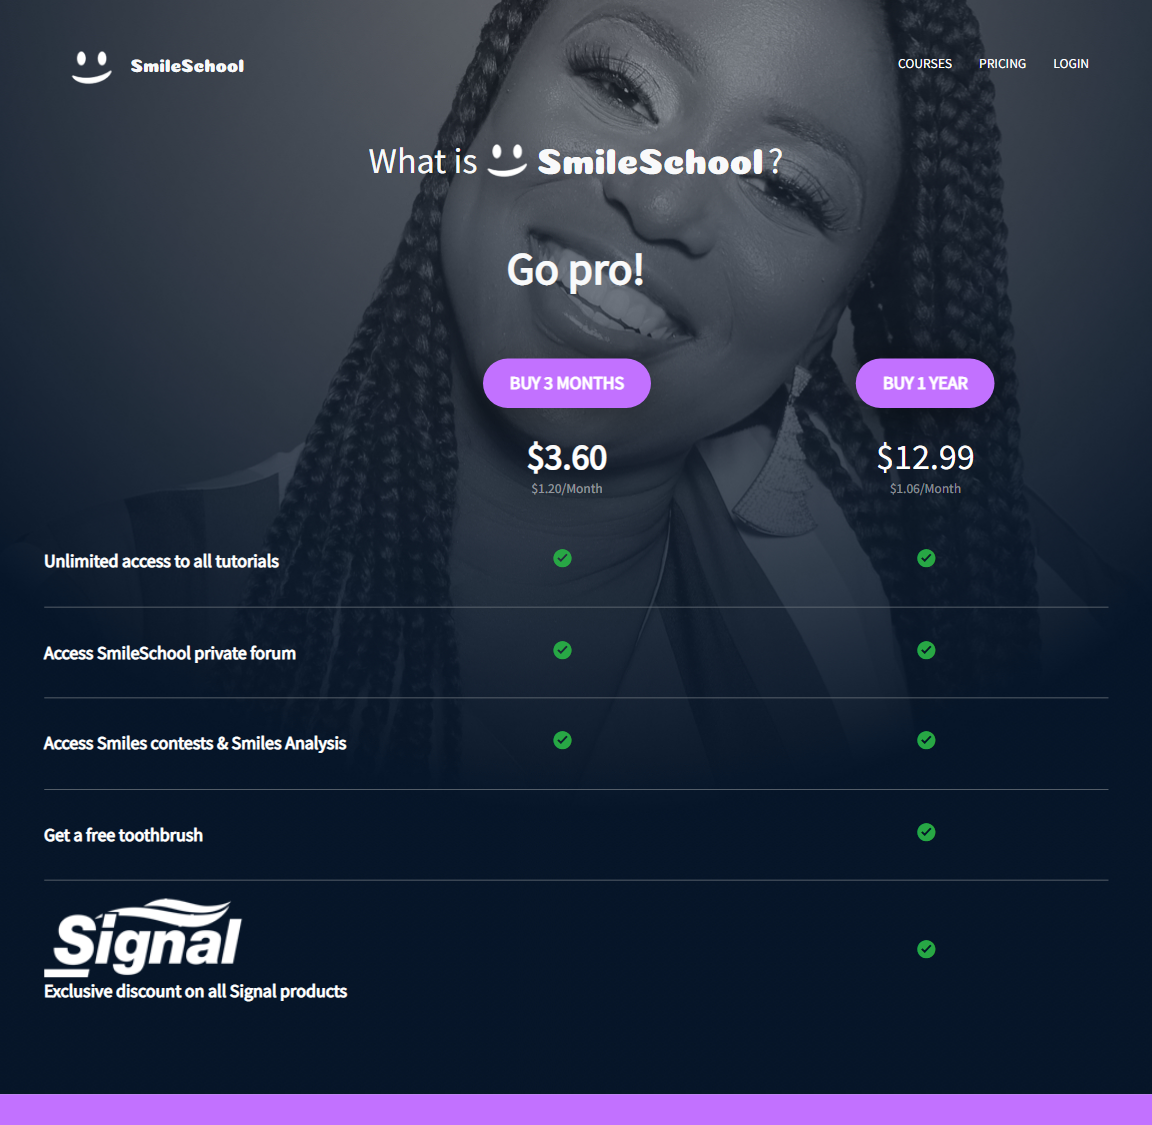 SmileSchool
COURSES PRICING LOGIN
What is SmileSchool?
Go pro!
BUY 3 MONTHS BUY 1 YEAR
$3.60 $12.99
$1.20/Month $1.06/Month
Unlimited access to all tutorials
Access SmileSchool private forum
Access Smiles contests & Smiles Analysis
Get a free toothbrush
Signal
Exclusive discount on all Signal products